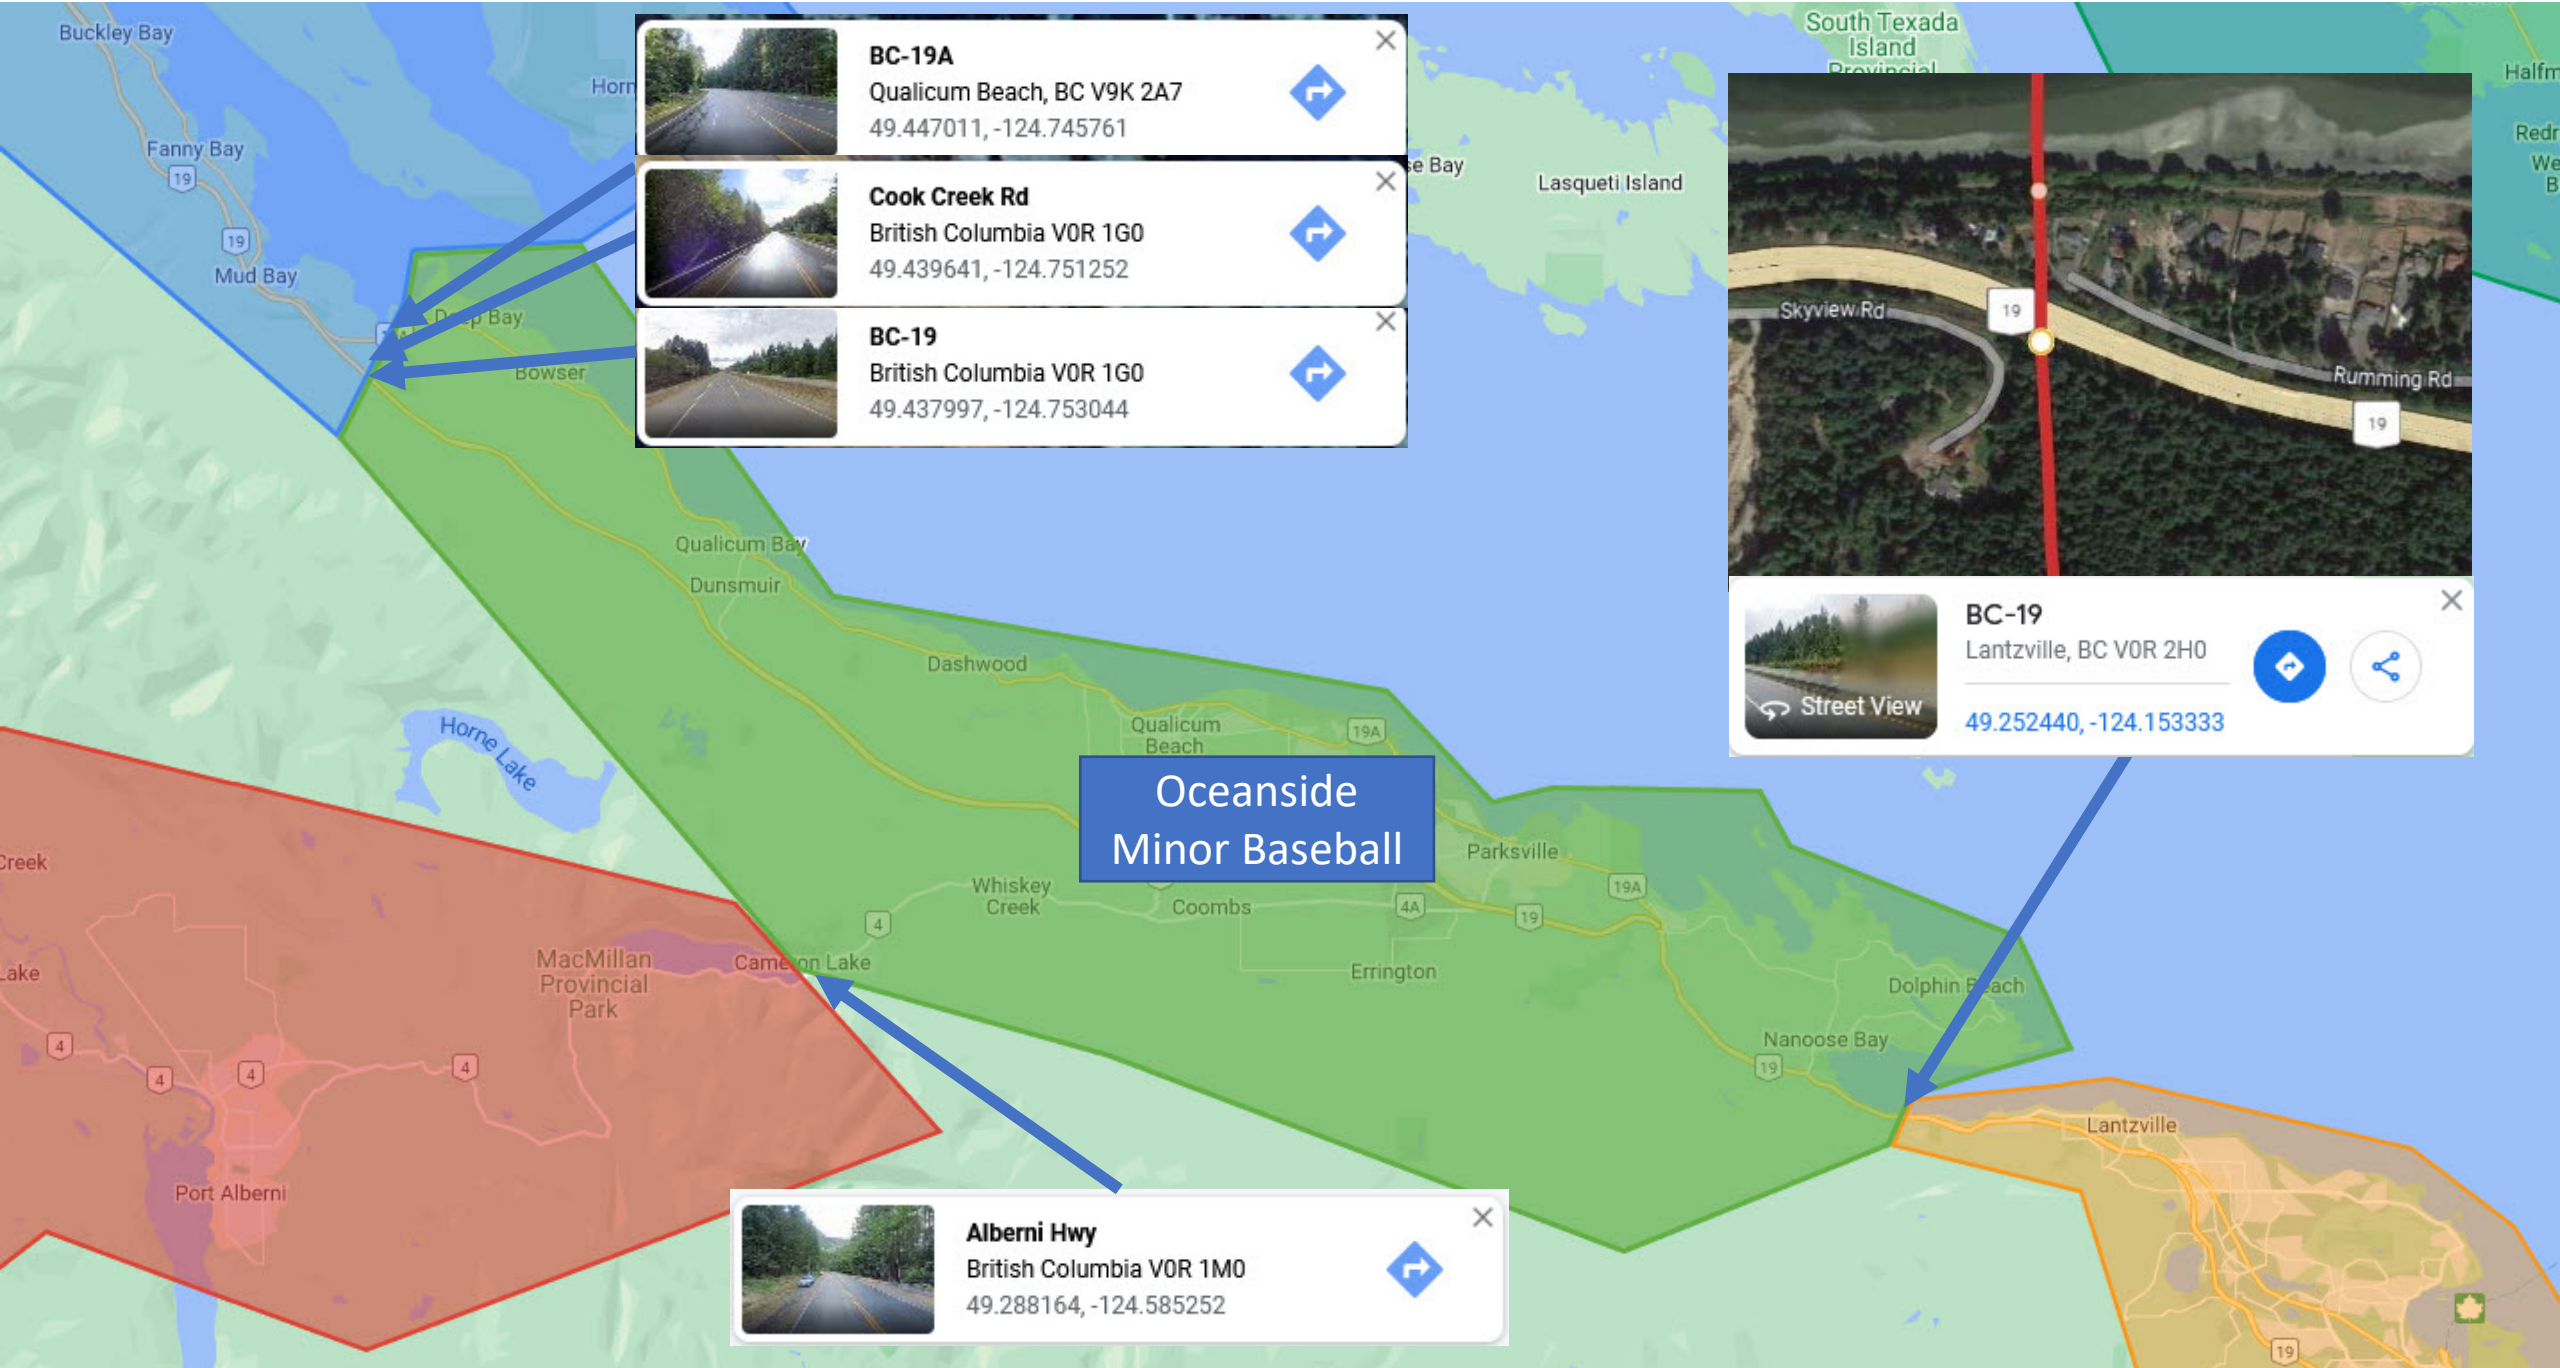 Buckley Bay
Fanny Bay
19
19
Mud Bay
Horn
BC-19A
Qualicum Beach, BC V9K 2A7
49.447011, -124.745761
Cook Creek Rd
British Columbia V0R 1G0
49.439641, -124.751252
BC-19
British Columbia V0R 1G0
49.437997, -124.753044
se Bay
Lasqueti Island
South Texada
Island
Provincial
Halfm
Redr
We
B
Skyview Rd
19
Rumming Rd
19
BC-19
Lantzville, BC V0R 2H0
Street View
49.252440, -124.153333
Deep Bay
Bowser
Qualicum Bay
Dunsmuir
Dashwood
Horne Lake
Qualicum
Beach
19A
Oceanside
Minor Baseball
Parksville
19A
Whiskey
Creek
Coombs
4A
19
4
Errington
Creek
Lake
MacMillan
Provincial
Park
Cameron Lake
Dolphin Beach
Nanoose Bay
19
4
4
4
4
Port Alberni
Lantzville
Alberni Hwy
British Columbia V0R 1M0
49.288164, -124.585252
19